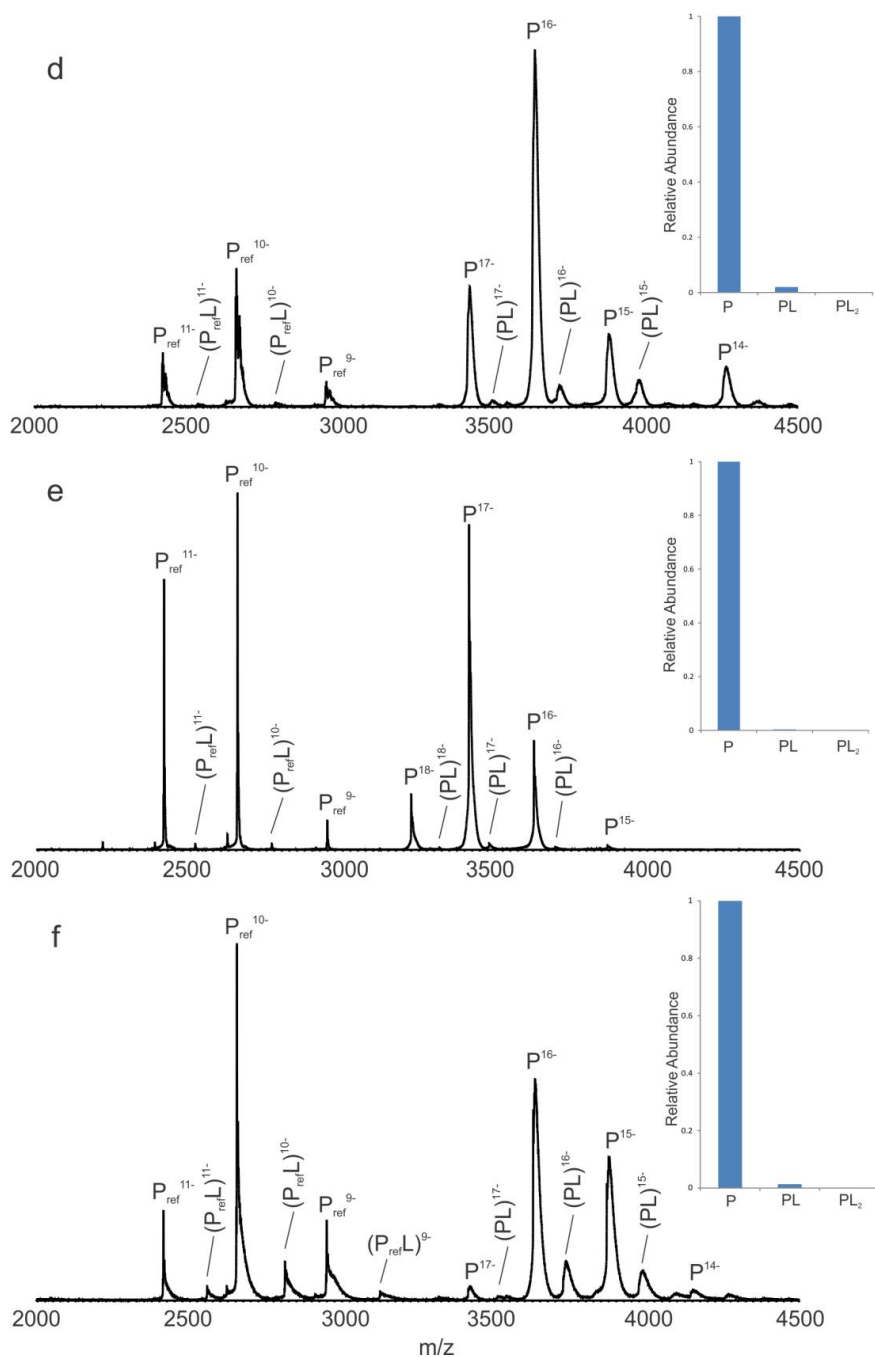 d
P^16-
P_ref^11-
(P_refL)^11-
P_ref^10-
(P_refL)^10-
P_ref^9-
P^17-
(PL)^17-
(PL)^16-
P^15-
(PL)^15-
P^14-
2000 2500 3000 3500 4000 4500
Relative Abundance
1
0.8
0.6
0.4
0.2
0
P PL PL_2
e
P_ref^11-
(P_refL)^11-
P_ref^10-
(P_refL)^10-
P_ref^9-
P^18-
(PL)^18-
P^17-
(PL)^17-
P^16-
(PL)^16-
P^15-
2000 2500 3000 3500 4000 4500
Relative Abundance
1
0.8
0.6
0.4
0.2
0
P PL PL_2
f
P_ref^11-
(P_refL)^11-
P_ref^10-
(P_refL)^10-
P_ref^9-
(P_refL)^9-
P^17-
(PL)^17-
P^16-
(PL)^16-
P^15-
(PL)^15-
P^14-
2000 2500 3000 3500 4000 4500
m/z
Relative Abundance
1
0.8
0.6
0.4
0.2
0
P PL PL_2